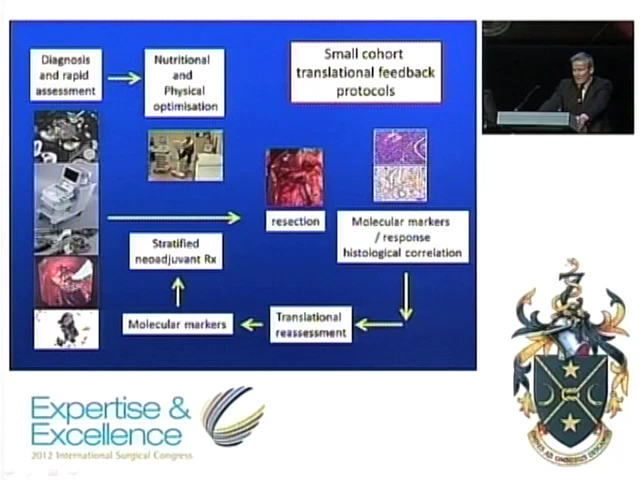 Diagnosis
and rapid
assessment
Nutritional
and
Physical
optimisation
Small cohort
translational feedback
protocols
resection
Molecular markers
/ response
histological correlation
Stratified
neoadjuvant Rx
Molecular markers
Translational
reassessment
Expertise &
Excellence
2012 International Surgical Congress